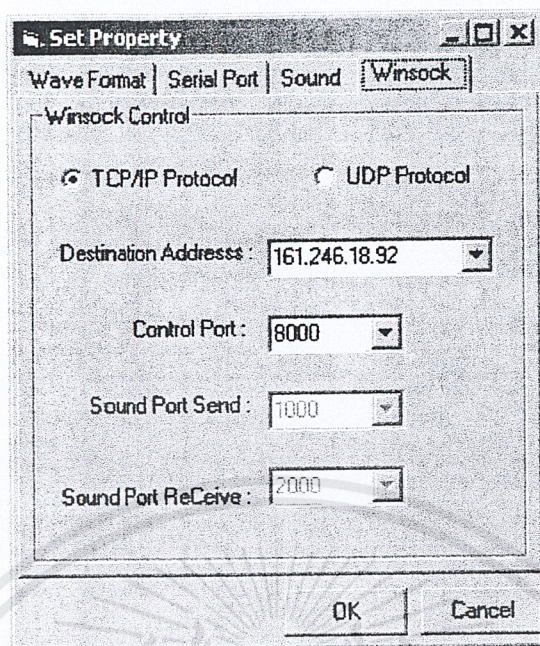 Set Property
Wave Format Serial Port Sound Winsock
Winsock Control
TCP/IP Protocol UDP Protocol
Destination Addresss : 161.246.18.92
Control Port : 8000
Sound Port Send : 1000
Sound Port ReCeive : 2000
OK Cancel